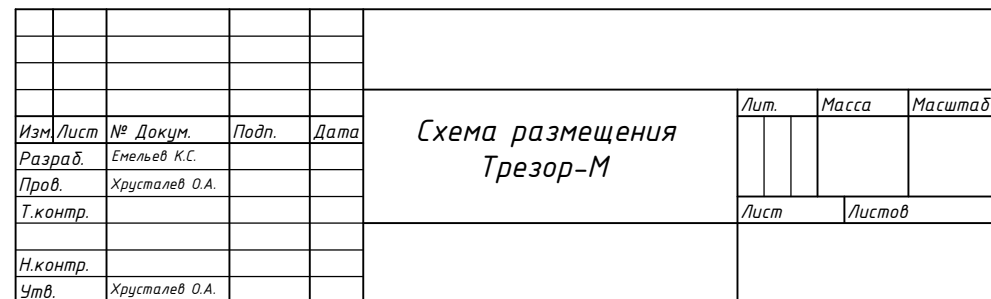 Лит. Масса Масштаб
Изм. Лист № Докум. Подп. Дата
Схема размещения
Трезор-М
Разраб. Емельев К.С.
Пров. Хрусталев О.А.
Т.контр.
Лист Листов
Н.контр.
Утв. Хрусталев О.А.